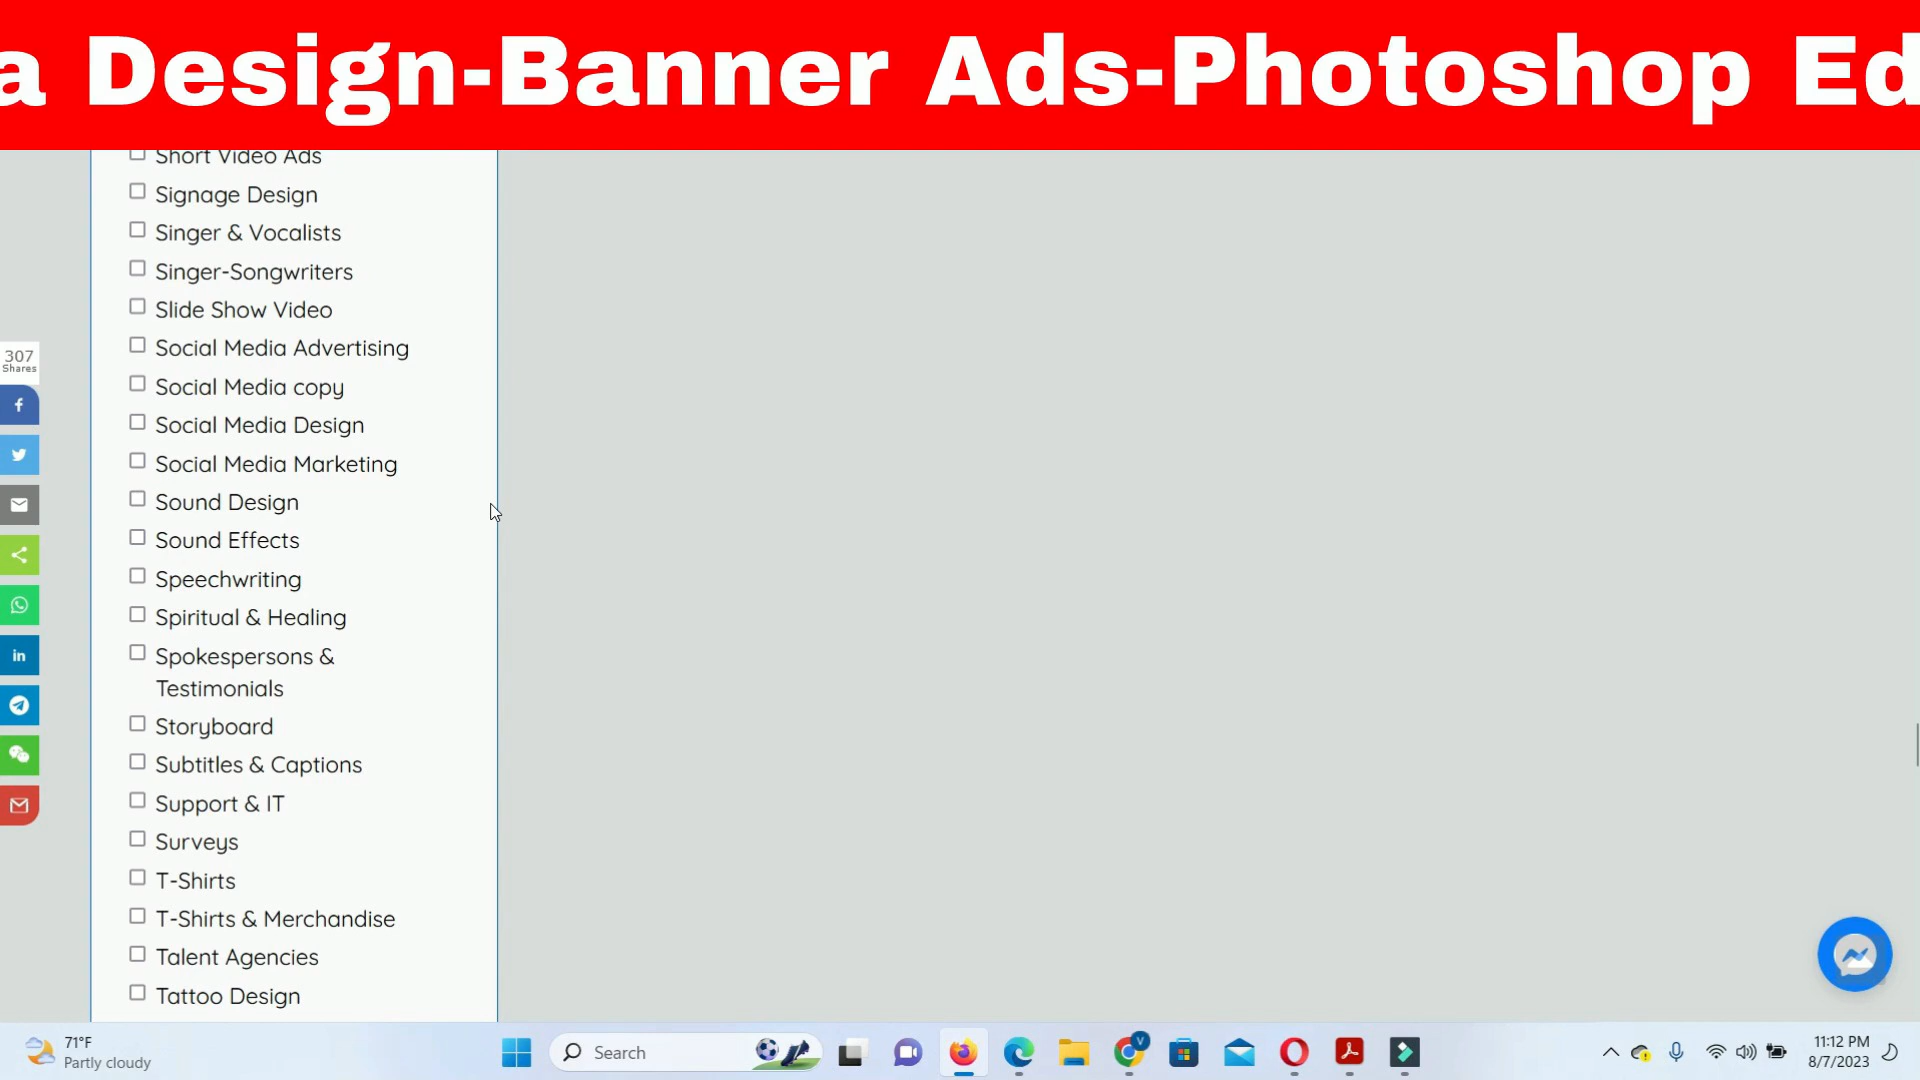 a Design-Banner Ads-Photoshop Ed
Short Video Ads
Signage Design
Singer & Vocalists
Singer-Songwriters
Slide Show Video
Social Media Advertising
Social Media copy
Social Media Design
Social Media Marketing
Sound Design
Sound Effects
Speechwriting
Spiritual & Healing
Spokespersons &
Testimonials
Storyboard
Subtitles & Captions
Support & IT
Surveys
T-Shirts
T-Shirts & Merchandise
Talent Agencies
Tattoo Design
307
Shares
f
in
71°F
Partly cloudy
Search
V
11:12 PM
8/7/2023